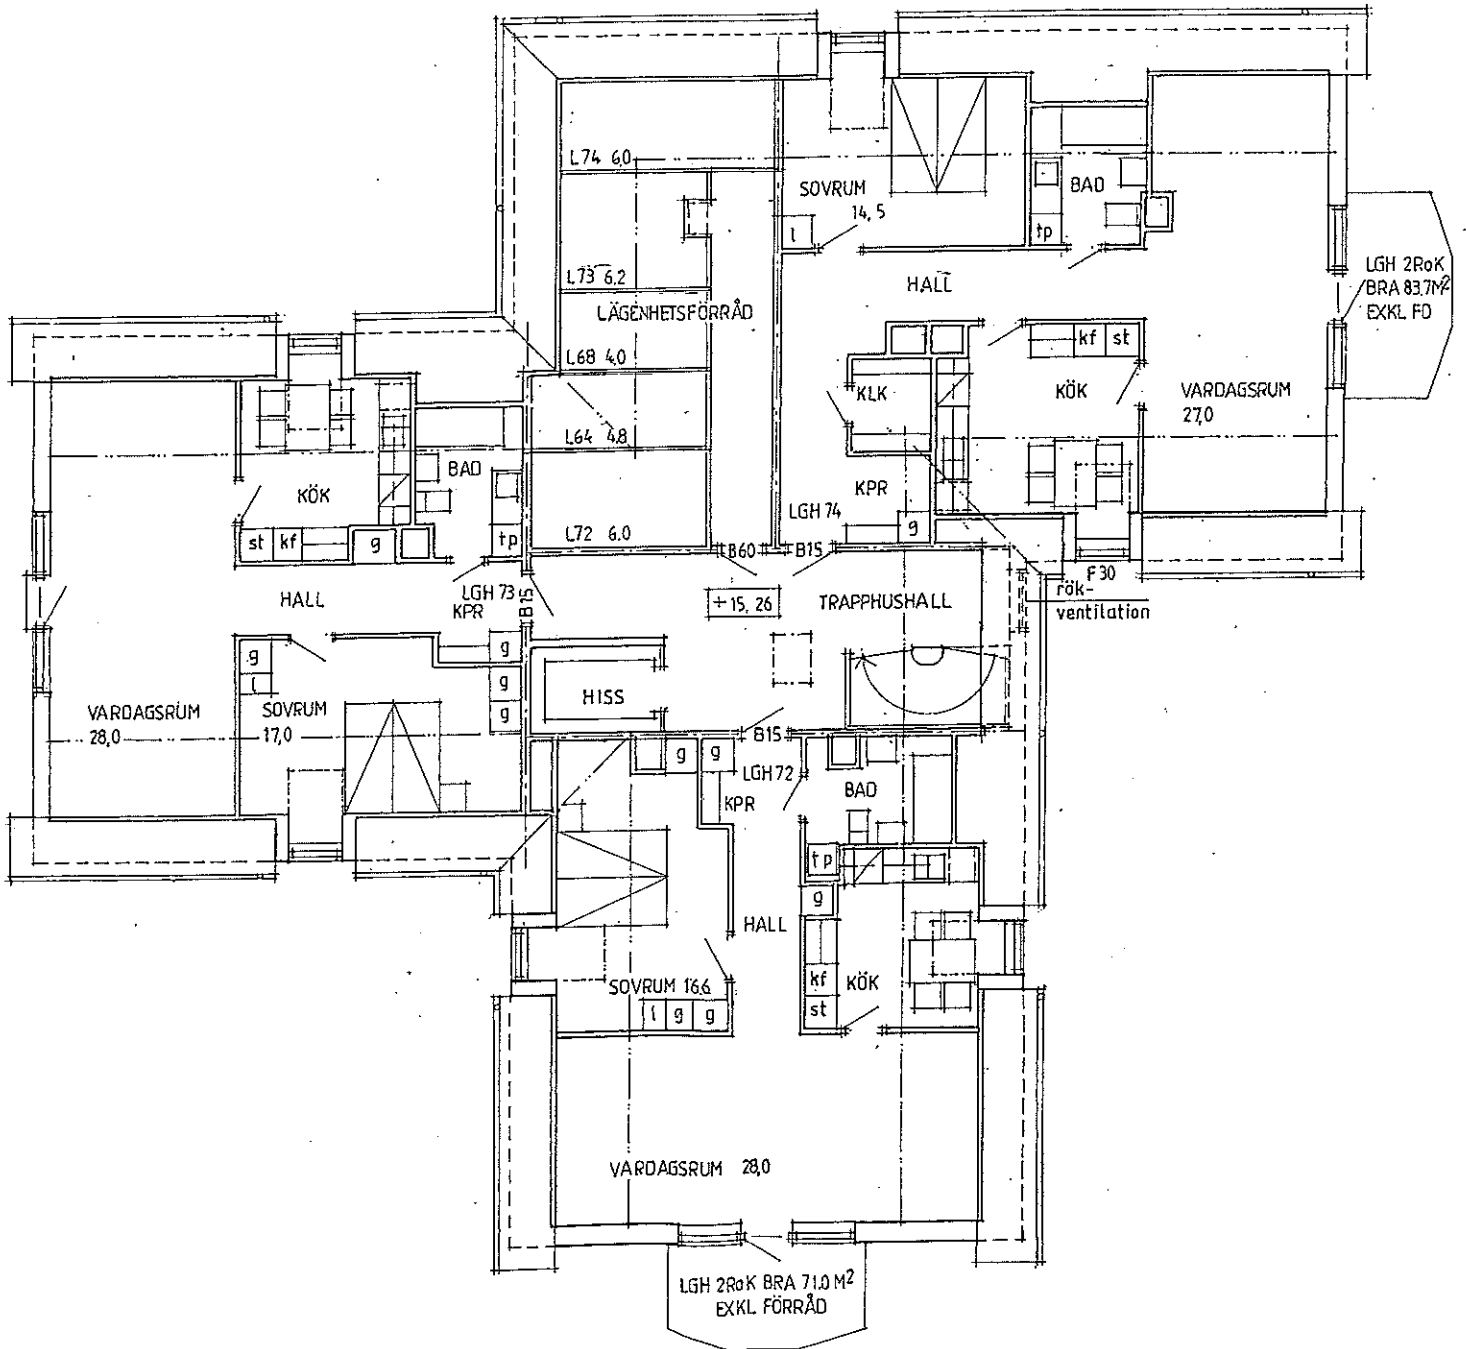 L74 6,0
SOVRUM
14,5
l
BAD
tp
L73 6,2
HALL
LGH 2RoK
BRA 83.7M²
EXKL FÖ
LÄGENHETSFÖRRÅD
kf st
L68 4,0
KLK
KÖK
VARDAGSRUM
27,0
L64 4,8
BAD
KÖK
KPR
LGH 74
g
st kf g
tp
L72 6,0
B60
B15
F30
rök-
ventilation
HALL
LGH 73
KPR
B15
+15,26
TRAPPHUSHALL
g
l
g
g
g
HISS
VARDAGSRUM
28,0
SOVRUM
17,0
B15
g
g
LGH 72
KPR
BAD
tp
g
HALL
SOVRUM 16,6
kf
st
KÖK
l g g
VARDAGSRUM 28,0
LGH 2RoK BRA 71.0 M²
EXKL FÖRRÅD